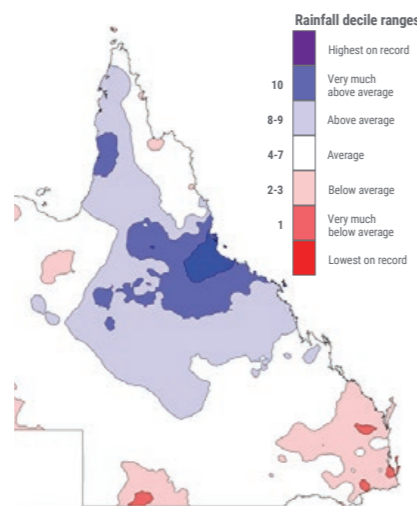 Rainfall decile ranges
Highest on record
10 Very much
above average
8-9 Above average
4-7 Average
2-3 Below average
1 Very much
below average
Lowest on record